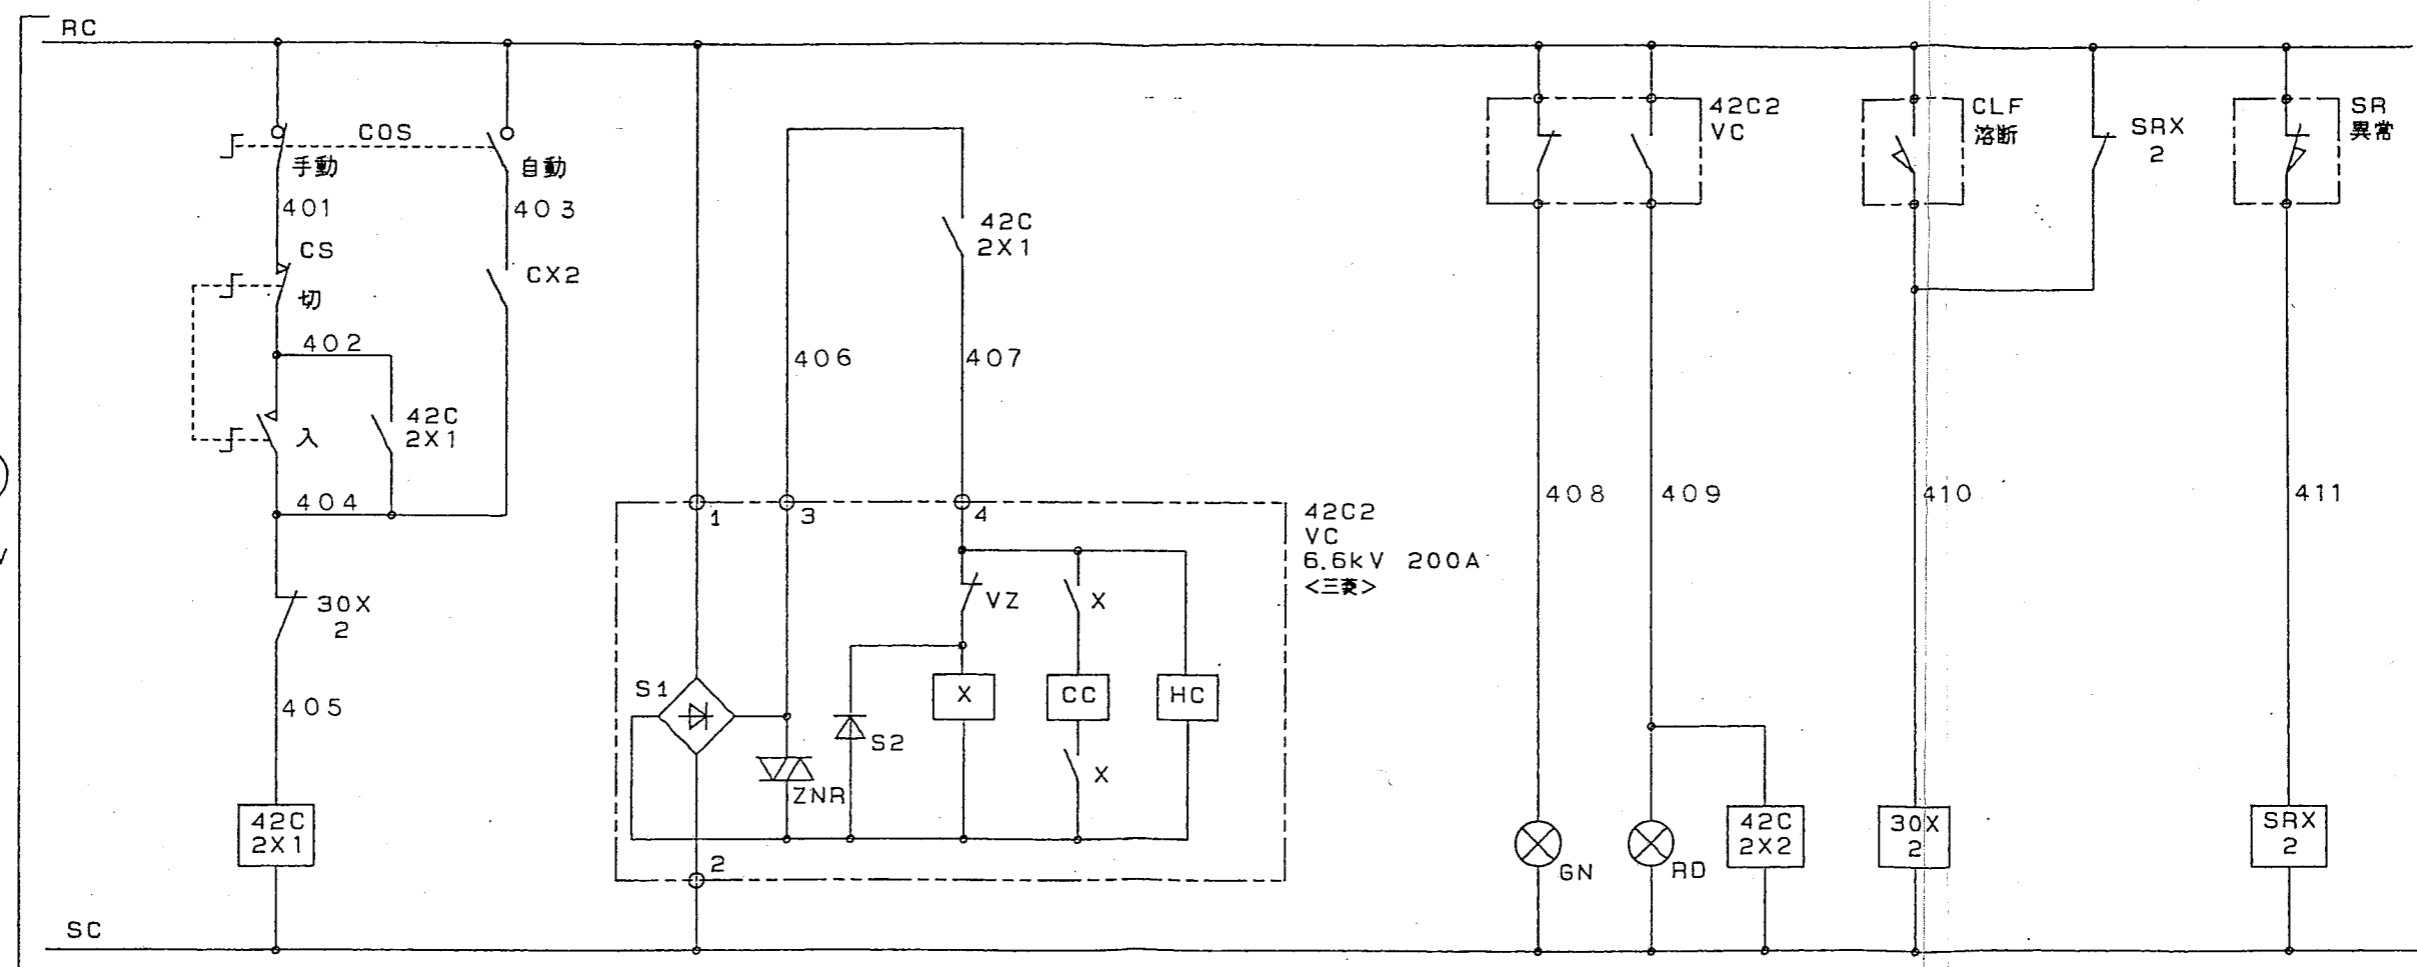 RC
COS
手動
自動
401
403
CS
切
CX2
402
42C
2X1
入
404
30X
2
405
42C
2X1
SC
42C
2X1
406
407
1
3
4
42C2
VC
6.6kV 200A
<三菱>
VZ
X
S1
X
CC
HC
S2
X
ZNR
2
42C2
VC
408
409
GN
RD
42C
2X2
CLF
溶断
SRX
2
410
30X
2
SR
異常
411
SRX
2